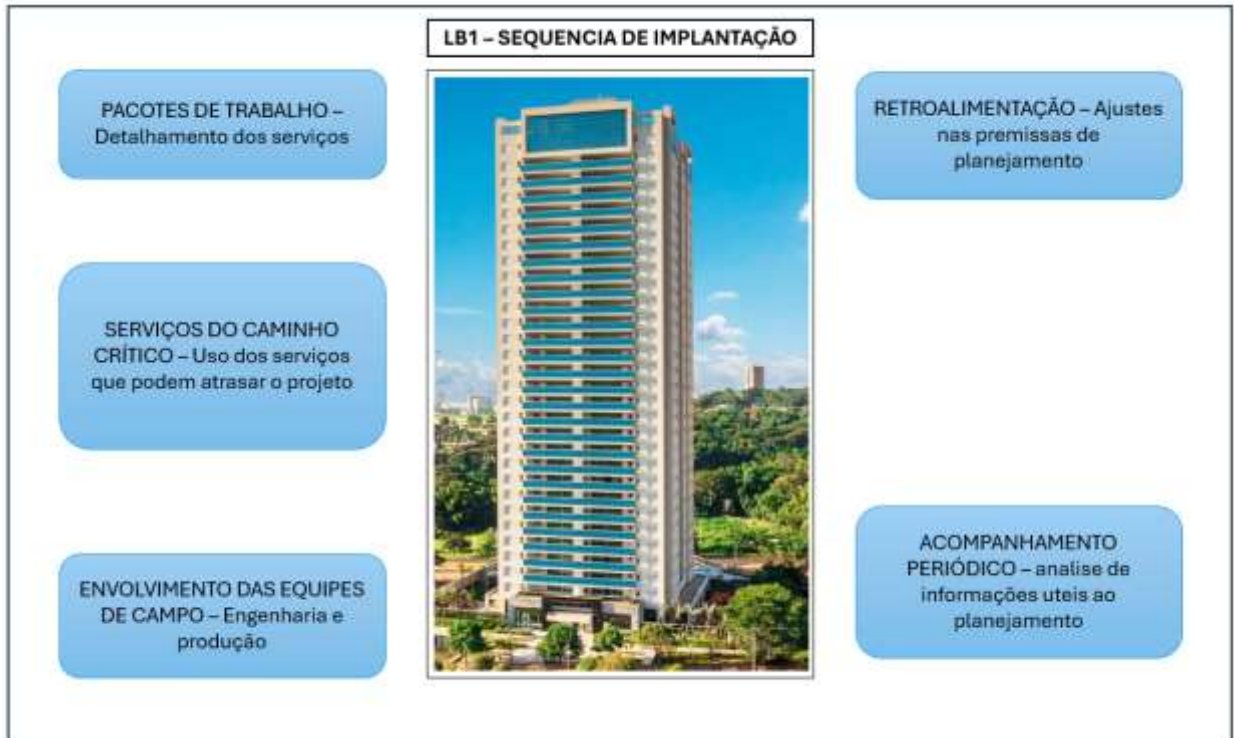 LB1 – SEQUENCIA DE IMPLANTAÇÃO
PACOTES DE TRABALHO –
Detalhamento dos serviços
SERVIÇOS DO CAMINHO
CRÍTICO – Uso dos serviços
que podem atrasar o projeto
ENVOLVIMENTO DAS EQUIPES
DE CAMPO – Engenharia e
produção
RETROALIMENTAÇÃO – Ajustes
nas premissas de
planejamento
ACOMPANHAMENTO
PERIÓDICO – analise de
informações uteis ao
planejamento